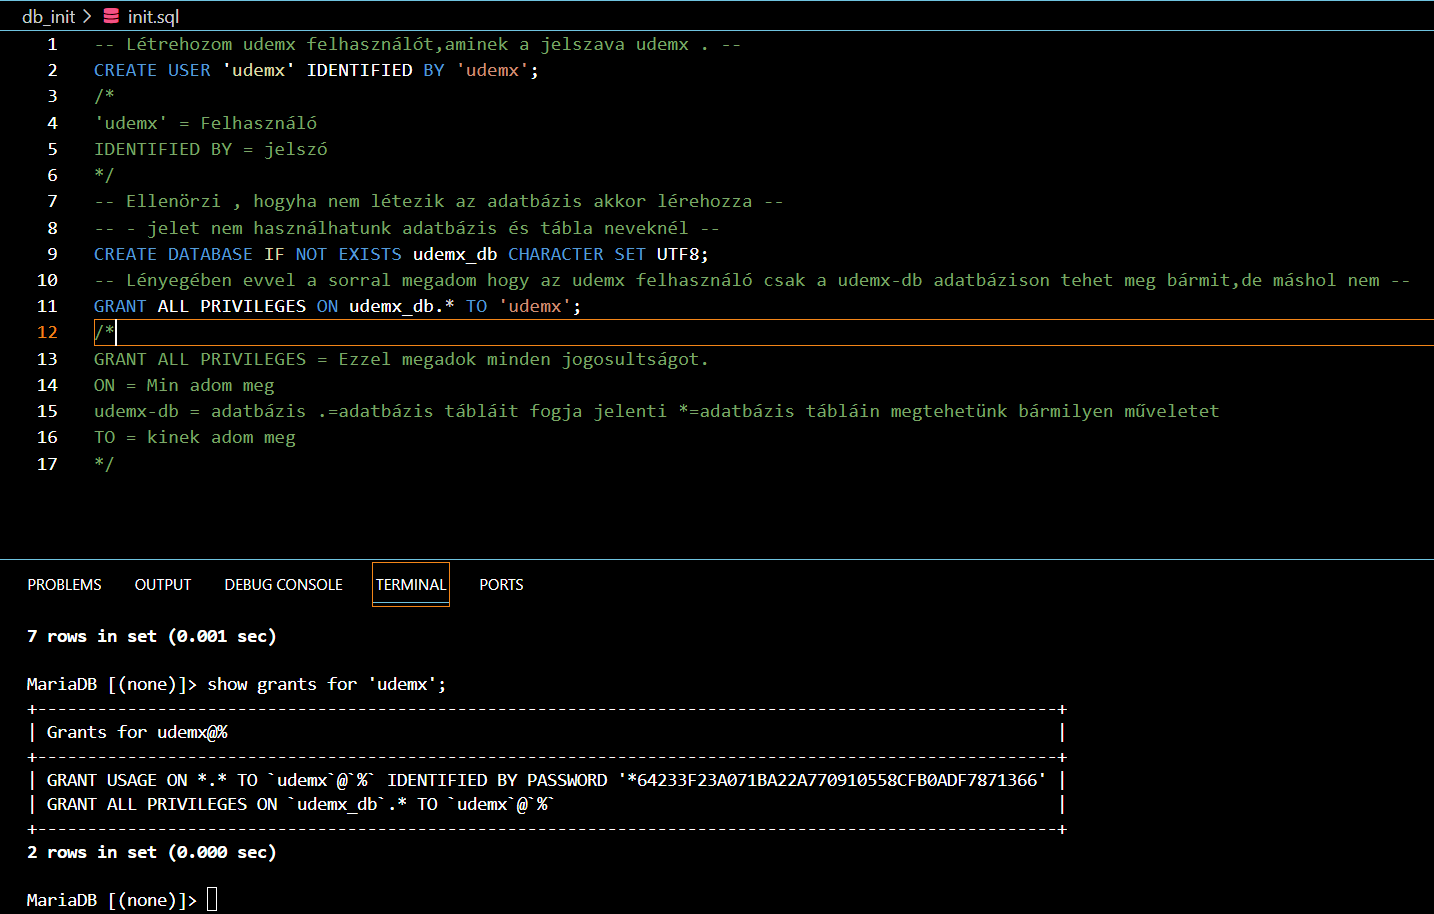 db_init > init.sql
1 -- Létrehozom udemx felhasználót,aminek a jelszava udemx . --
2 CREATE USER 'udemx' IDENTIFIED BY 'udemx';
3 /*
4 'udemx' = Felhasználó
5 IDENTIFIED BY = jelszó
6 */
7 -- Ellenörzi , hogyha nem létezik az adatbázis akkor lérehozza --
8 -- - jelet nem használhatunk adatbázis és tábla neveknél --
9 CREATE DATABASE IF NOT EXISTS udemx_db CHARACTER SET UTF8;
10 -- Lényegében evvel a sorral megadom hogy az udemx felhasználó csak a udemx-db adatbázison tehet meg bármit,de máshol nem --
11 GRANT ALL PRIVILEGES ON udemx_db.* TO 'udemx';
12 /*
13 GRANT ALL PRIVILEGES = Ezzel megadok minden jogosultságot.
14 ON = Min adom meg
15 udemx-db = adatbázis .=adatbázis tábláit fogja jelenti *=adatbázis tábláin megtehetünk bármilyen műveletet
16 TO = kinek adom meg
17 */
PROBLEMS OUTPUT DEBUG CONSOLE TERMINAL PORTS
7 rows in set (0.001 sec)
MariaDB [(none)]> show grants for 'udemx';
+------------------------------------------------------------------------------------------------------+
| Grants for udemx@% |
+------------------------------------------------------------------------------------------------------+
| GRANT USAGE ON *.* TO `udemx`@`%` IDENTIFIED BY PASSWORD '*64233F23A071BA22A770910558CFB0ADF7871366' |
| GRANT ALL PRIVILEGES ON `udemx_db`.* TO `udemx`@`%` |
+------------------------------------------------------------------------------------------------------+
2 rows in set (0.000 sec)
MariaDB [(none)]>